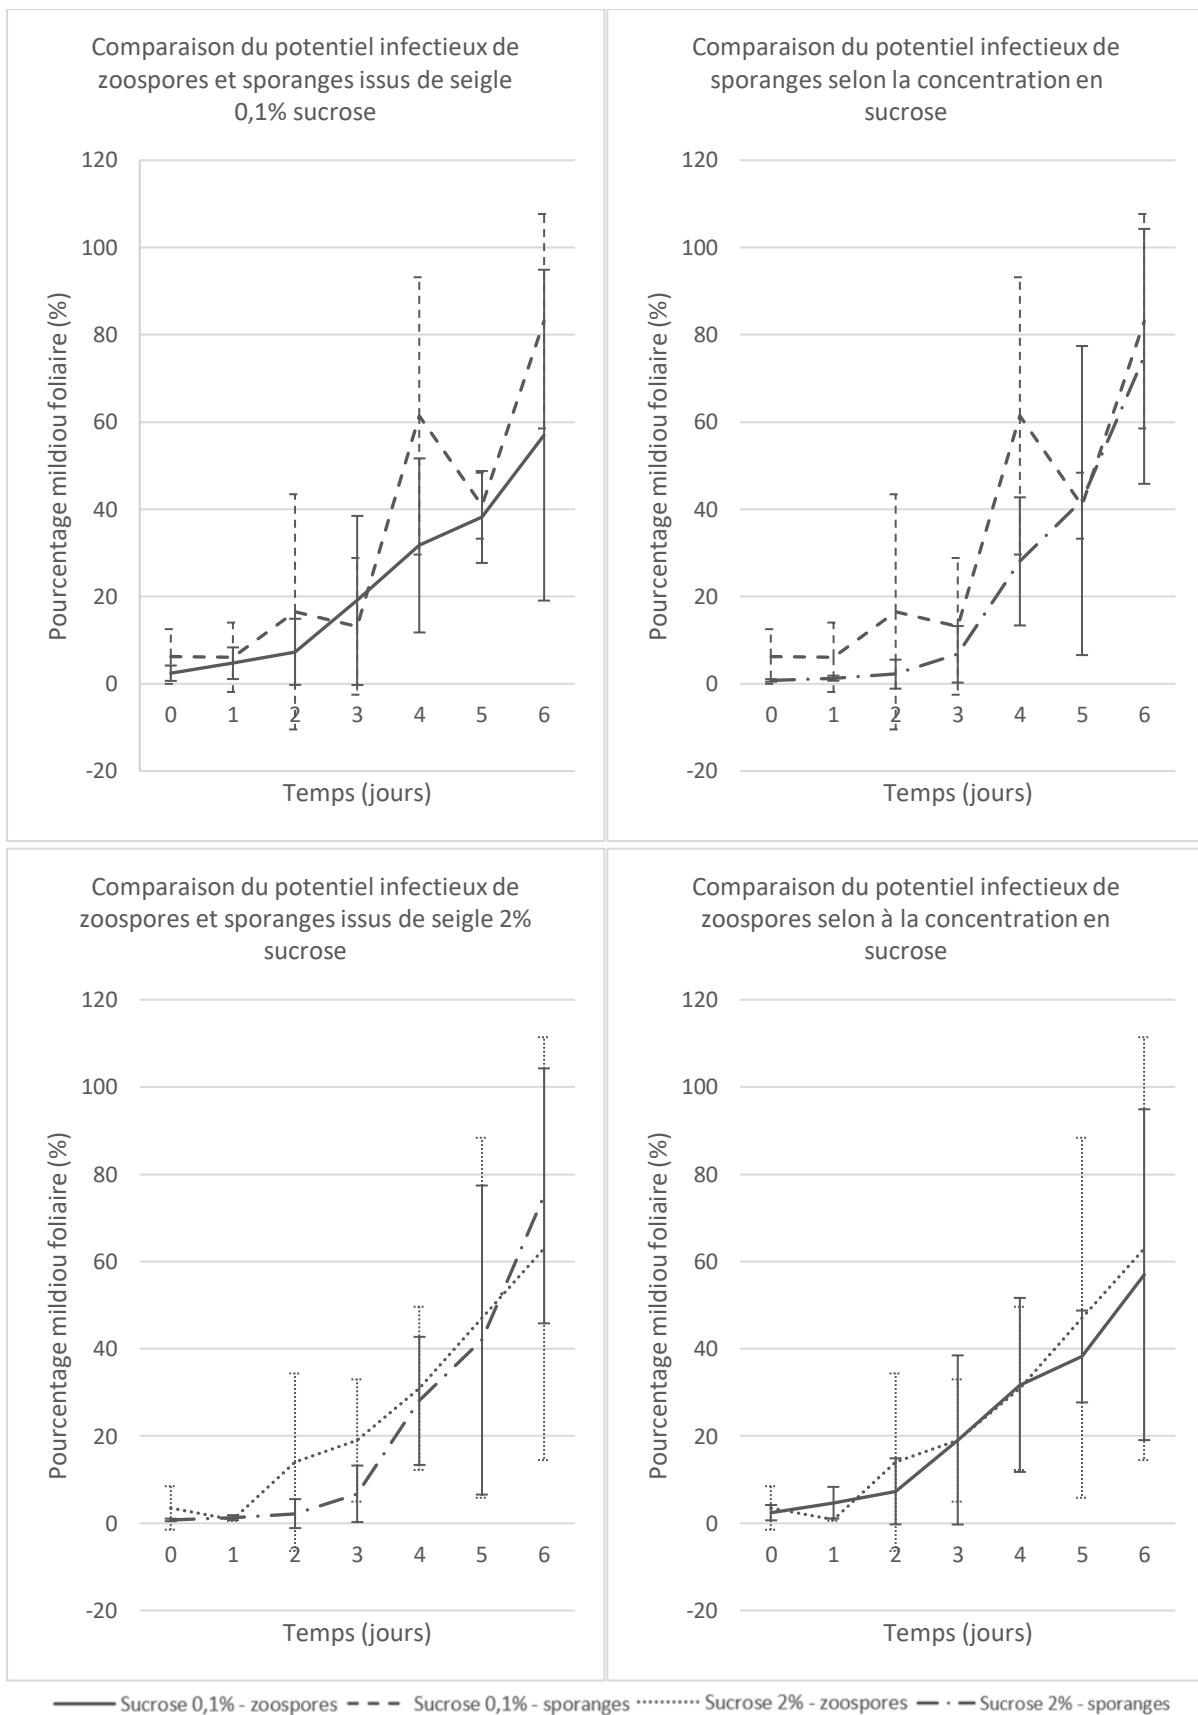 Comparaison du potentiel infectieux de
zoospores et sporanges issus de seigle
0,1% sucrose
120
100
80
60
40
20
0
-20
Pourcentage mildiou foliaire (%)
0 1 2 3 4 5 6
Temps (jours)
Comparaison du potentiel infectieux de
sporanges selon la concentration en
sucrose
120
100
80
60
40
20
0
-20
Pourcentage mildiou foliaire (%)
0 1 2 3 4 5 6
Temps (jours)
Comparaison du potentiel infectieux de
zoospores et sporanges issus de seigle 2%
sucrose
120
100
80
60
40
20
0
-20
Pourcentage mildiou foliaire (%)
0 1 2 3 4 5 6
Temps (jours)
Comparaison du potentiel infectieux de
zoospores selon à la concentration en
sucrose
120
100
80
60
40
20
0
-20
Pourcentage mildiou foliaire (%)
0 1 2 3 4 5 6
Temps (jours)
Sucrose 0,1% - zoospores Sucrose 0,1% - sporanges Sucrose 2% - zoospores Sucrose 2% - sporanges